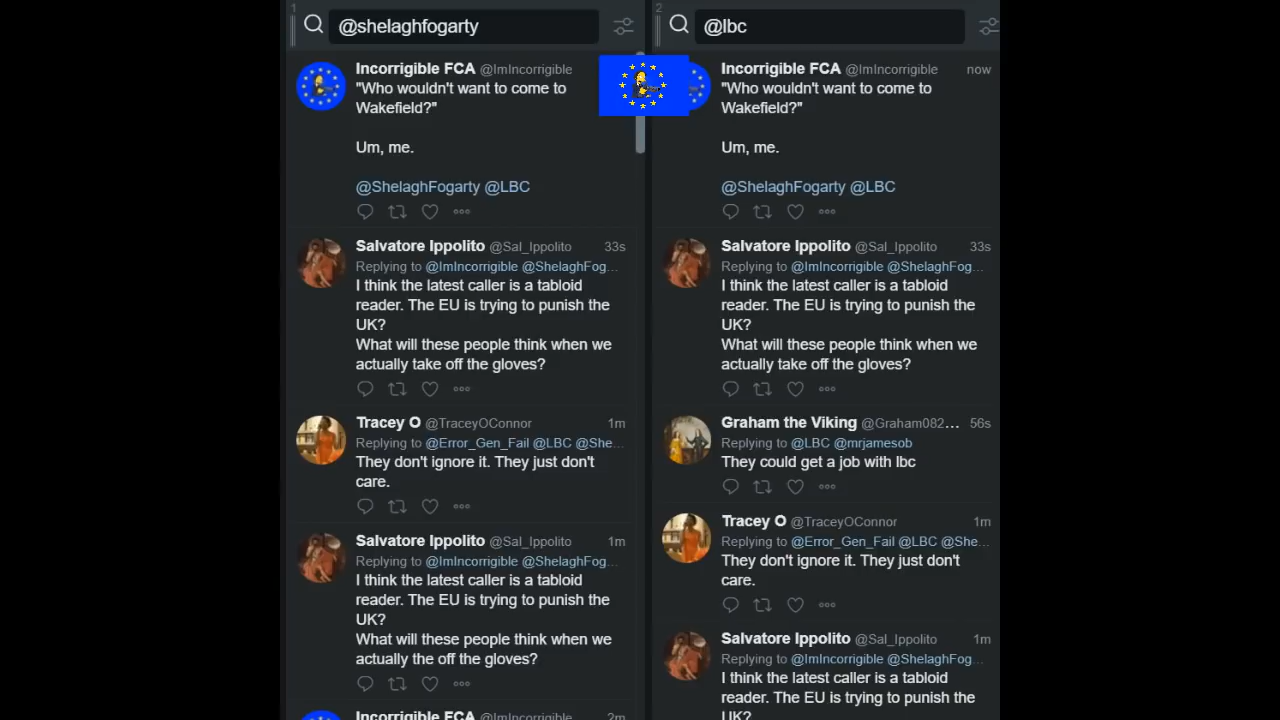 1
@shelaghfogarty
Incorrigible FCA @ImIncorrigible
"Who wouldn't want to come to
Wakefield?"
Um, me.
@ShelaghFogarty @LBC
Salvatore Ippolito @Sal_Ippolito 33s
Replying to @ImIncorrigible @ShelaghFog...
I think the latest caller is a tabloid
reader. The EU is trying to punish the
UK?
What will these people think when we
actually take off the gloves?
Tracey O @TraceyOConnor 1m
Replying to @Error_Gen_Fail @LBC @She...
They don't ignore it. They just don't
care.
Salvatore Ippolito @Sal_Ippolito 1m
Replying to @ImIncorrigible @ShelaghFog...
I think the latest caller is a tabloid
reader. The EU is trying to punish the
UK?
What will these people think when we
actually the off the gloves?
Incorrigible FCA @ImIncorrigible 2m
2
@lbc
Incorrigible FCA @ImIncorrigible now
"Who wouldn't want to come to
Wakefield?"
Um, me.
@ShelaghFogarty @LBC
Salvatore Ippolito @Sal_Ippolito 33s
Replying to @ImIncorrigible @ShelaghFog...
I think the latest caller is a tabloid
reader. The EU is trying to punish the
UK?
What will these people think when we
actually take off the gloves?
Graham the Viking @Graham082... 56s
Replying to @LBC @mrjamesob
They could get a job with lbc
Tracey O @TraceyOConnor 1m
Replying to @Error_Gen_Fail @LBC @She...
They don't ignore it. They just don't
care.
Salvatore Ippolito @Sal_Ippolito 1m
Replying to @ImIncorrigible @ShelaghFog...
I think the latest caller is a tabloid
reader. The EU is trying to punish the
UK?